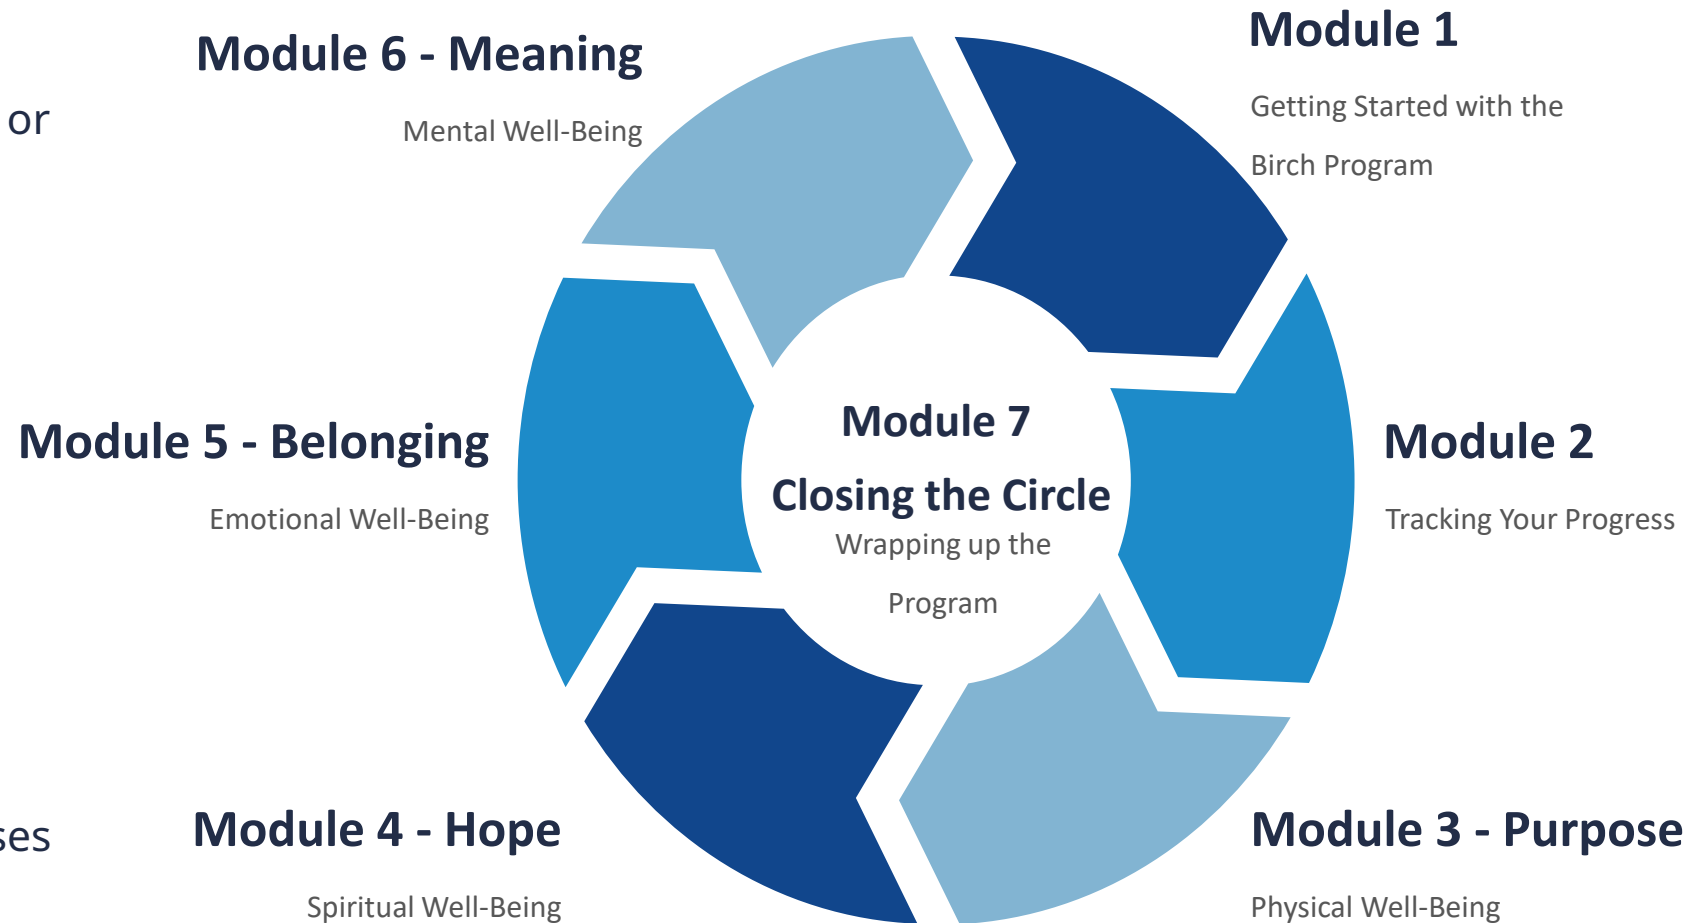 Module 1
Getting Started with the
Birch Program
Module 2
Tracking Your Progress
Module 3 - Purpose
Physical Well-Being
Module 4 - Hope
Spiritual Well-Being
Module 5 - Belonging
Emotional Well-Being
Module 6 - Meaning
Mental Well-Being
Module 7
Closing the Circle
Wrapping up the
Program
or
ses